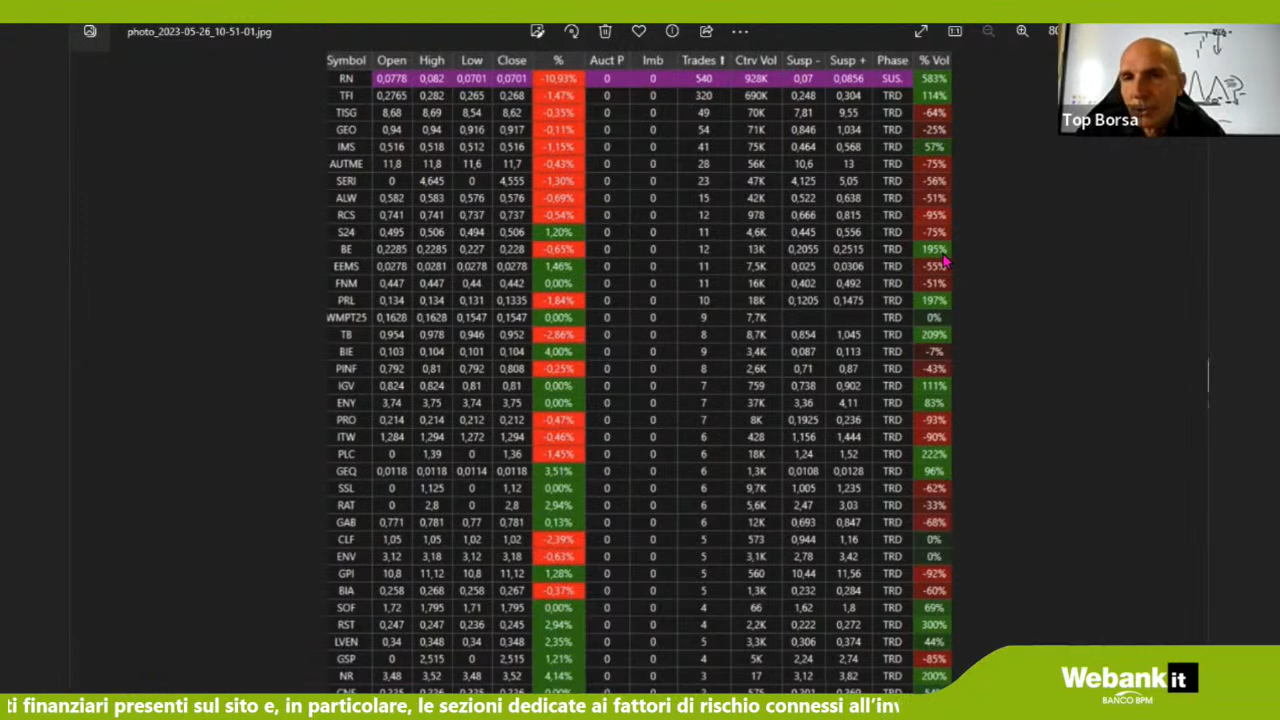 photo_2023-05-26_10-51-01.jpg
Symbol Open High Low Close % Auct P Imb Trades Ctrv Vol Susp - Susp + Phase % Vol
RN 0,0778 0,082 0,0701 0,0701 -10,93% 0 0 540 928K 0,07 0,0856 SUS. 583%
TFI 0,2765 0,282 0,265 0,268 -1,47% 0 0 320 690K 0,248 0,304 TRD 114%
TISG 8,68 8,69 8,54 8,62 -0,35% 0 0 49 70K 7,81 9,55 TRD -64%
GEO 0,94 0,94 0,916 0,917 -0,11% 0 0 54 71K 0,846 1,034 TRD -25%
IMS 0,516 0,518 0,512 0,516 -1,15% 0 0 41 75K 0,464 0,568 TRD 57%
AUTME 11,8 11,8 11,6 11,7 -0,43% 0 0 28 56K 10,6 13 TRD -75%
SERI 0 4,645 0 4,555 -1,30% 0 0 23 47K 4,125 5,05 TRD -56%
ALW 0,582 0,583 0,576 0,576 -0,69% 0 0 15 42K 0,522 0,638 TRD -51%
RCS 0,741 0,741 0,737 0,737 -0,54% 0 0 12 978 0,666 0,815 TRD -95%
S24 0,495 0,506 0,494 0,506 1,20% 0 0 11 4,6K 0,445 0,556 TRD -75%
BE 0,2285 0,2285 0,227 0,228 -0,65% 0 0 12 13K 0,2055 0,2515 TRD 195%
EEMS 0,0278 0,0281 0,0278 0,0278 1,46% 0 0 11 7,5K 0,025 0,0306 TRD -55%
FNM 0,447 0,447 0,44 0,442 0,00% 0 0 11 16K 0,402 0,492 TRD -51%
PRL 0,134 0,134 0,131 0,1335 -1,84% 0 0 10 18K 0,1205 0,1475 TRD 197%
WMPT25 0,1628 0,1628 0,1547 0,1547 0,00% 0 0 9 7,7K TRD 0%
TB 0,954 0,978 0,946 0,952 -2,86% 0 0 8 8,7K 0,854 1,045 TRD 209%
BIE 0,103 0,104 0,101 0,104 4,00% 0 0 9 3,4K 0,087 0,113 TRD -7%
PINF 0,792 0,81 0,792 0,808 -0,25% 0 0 8 2,6K 0,71 0,87 TRD -43%
IGV 0,824 0,824 0,81 0,81 0,00% 0 0 7 759 0,738 0,902 TRD 111%
ENY 3,74 3,75 3,74 3,75 0,00% 0 0 7 37K 3,36 4,11 TRD 83%
PRO 0,214 0,214 0,212 0,212 -0,47% 0 0 7 8K 0,1925 0,236 TRD -93%
ITW 1,284 1,294 1,272 1,294 -0,46% 0 0 6 428 1,156 1,444 TRD -90%
PLC 0 1,39 0 1,36 -1,45% 0 0 6 18K 1,24 1,52 TRD 222%
GEQ 0,0118 0,0118 0,0114 0,0118 3,51% 0 0 6 1,3K 0,0108 0,0128 TRD 96%
SSL 0 1,125 0 1,12 0,00% 0 0 6 9,7K 1,005 1,235 TRD -62%
RAT 0 2,8 0 2,8 2,94% 0 0 6 5,6K 2,47 3,03 TRD -33%
GAB 0,771 0,781 0,77 0,781 0,13% 0 0 6 12K 0,693 0,847 TRD -68%
CLF 1,05 1,05 1,02 1,02 -2,39% 0 0 5 573 0,944 1,16 TRD 0%
ENV 3,12 3,18 3,12 3,18 -0,63% 0 0 5 3,1K 2,78 3,42 TRD 0%
GPI 10,8 11,12 10,8 11,12 1,28% 0 0 5 560 10,44 11,56 TRD -92%
BIA 0,258 0,268 0,258 0,267 -0,37% 0 0 5 1,3K 0,232 0,284 TRD -60%
SOF 1,72 1,795 1,71 1,795 0,00% 0 0 4 66 1,62 1,8 TRD 69%
RST 0,247 0,247 0,236 0,245 2,94% 0 0 4 2,2K 0,222 0,272 TRD 300%
LVEN 0,34 0,348 0,34 0,348 2,35% 0 0 5 3,3K 0,306 0,374 TRD 44%
GSP 0 2,515 0 2,515 1,21% 0 0 4 5K 2,24 2,74 TRD -85%
NR 3,48 3,52 3,48 3,52 4,14% 0 0 3 17 3,12 3,82 TRD 200%
Top Borsa
Webank it
BANCO BPM
ti finanziari presenti sul sito e, in particolare, le sezioni dedicate ai fattori di rischio connessi all'inv